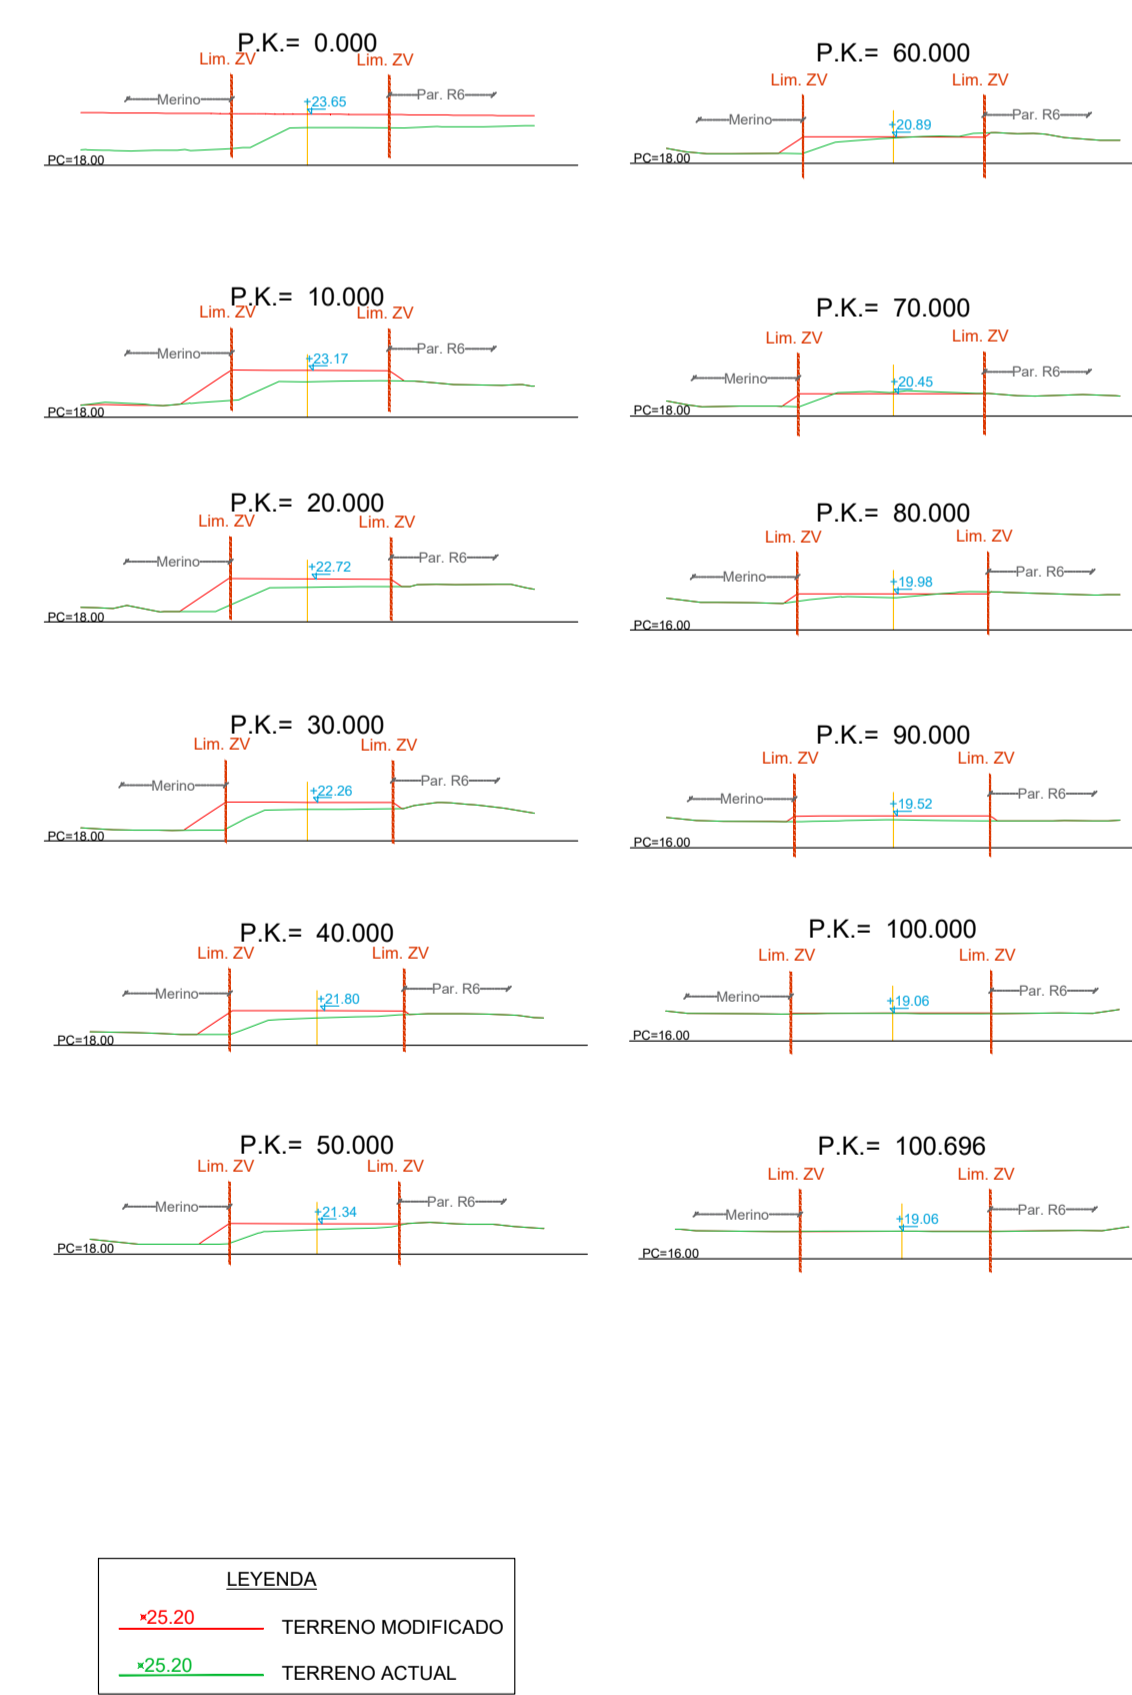 P.K.= 0.000
Lim. ZV Lim. ZV
Merino Par. R6
+23.65
PC=18.00
P.K.= 10.000
Lim. ZV Lim. ZV
Merino Par. R6
+23.17
PC=18.00
P.K.= 20.000
Lim. ZV Lim. ZV
Merino Par. R6
+22.72
PC=18.00
P.K.= 30.000
Lim. ZV Lim. ZV
Merino Par. R6
+22.26
PC=18.00
P.K.= 40.000
Lim. ZV Lim. ZV
Merino Par. R6
+21.80
PC=18.00
P.K.= 50.000
Lim. ZV Lim. ZV
Merino Par. R6
+21.34
PC=18.00
P.K.= 60.000
Lim. ZV Lim. ZV
Merino Par. R6
+20.89
PC=18.00
P.K.= 70.000
Lim. ZV Lim. ZV
Merino Par. R6
+20.45
PC=18.00
P.K.= 80.000
Lim. ZV Lim. ZV
Merino Par. R6
+19.98
PC=16.00
P.K.= 90.000
Lim. ZV Lim. ZV
Merino Par. R6
+19.52
PC=16.00
P.K.= 100.000
Lim. ZV Lim. ZV
Merino Par. R6
+19.06
PC=16.00
P.K.= 100.696
Lim. ZV Lim. ZV
Merino Par. R6
+19.06
PC=16.00
LEYENDA
×25.20 TERRENO MODIFICADO
×25.20 TERRENO ACTUAL